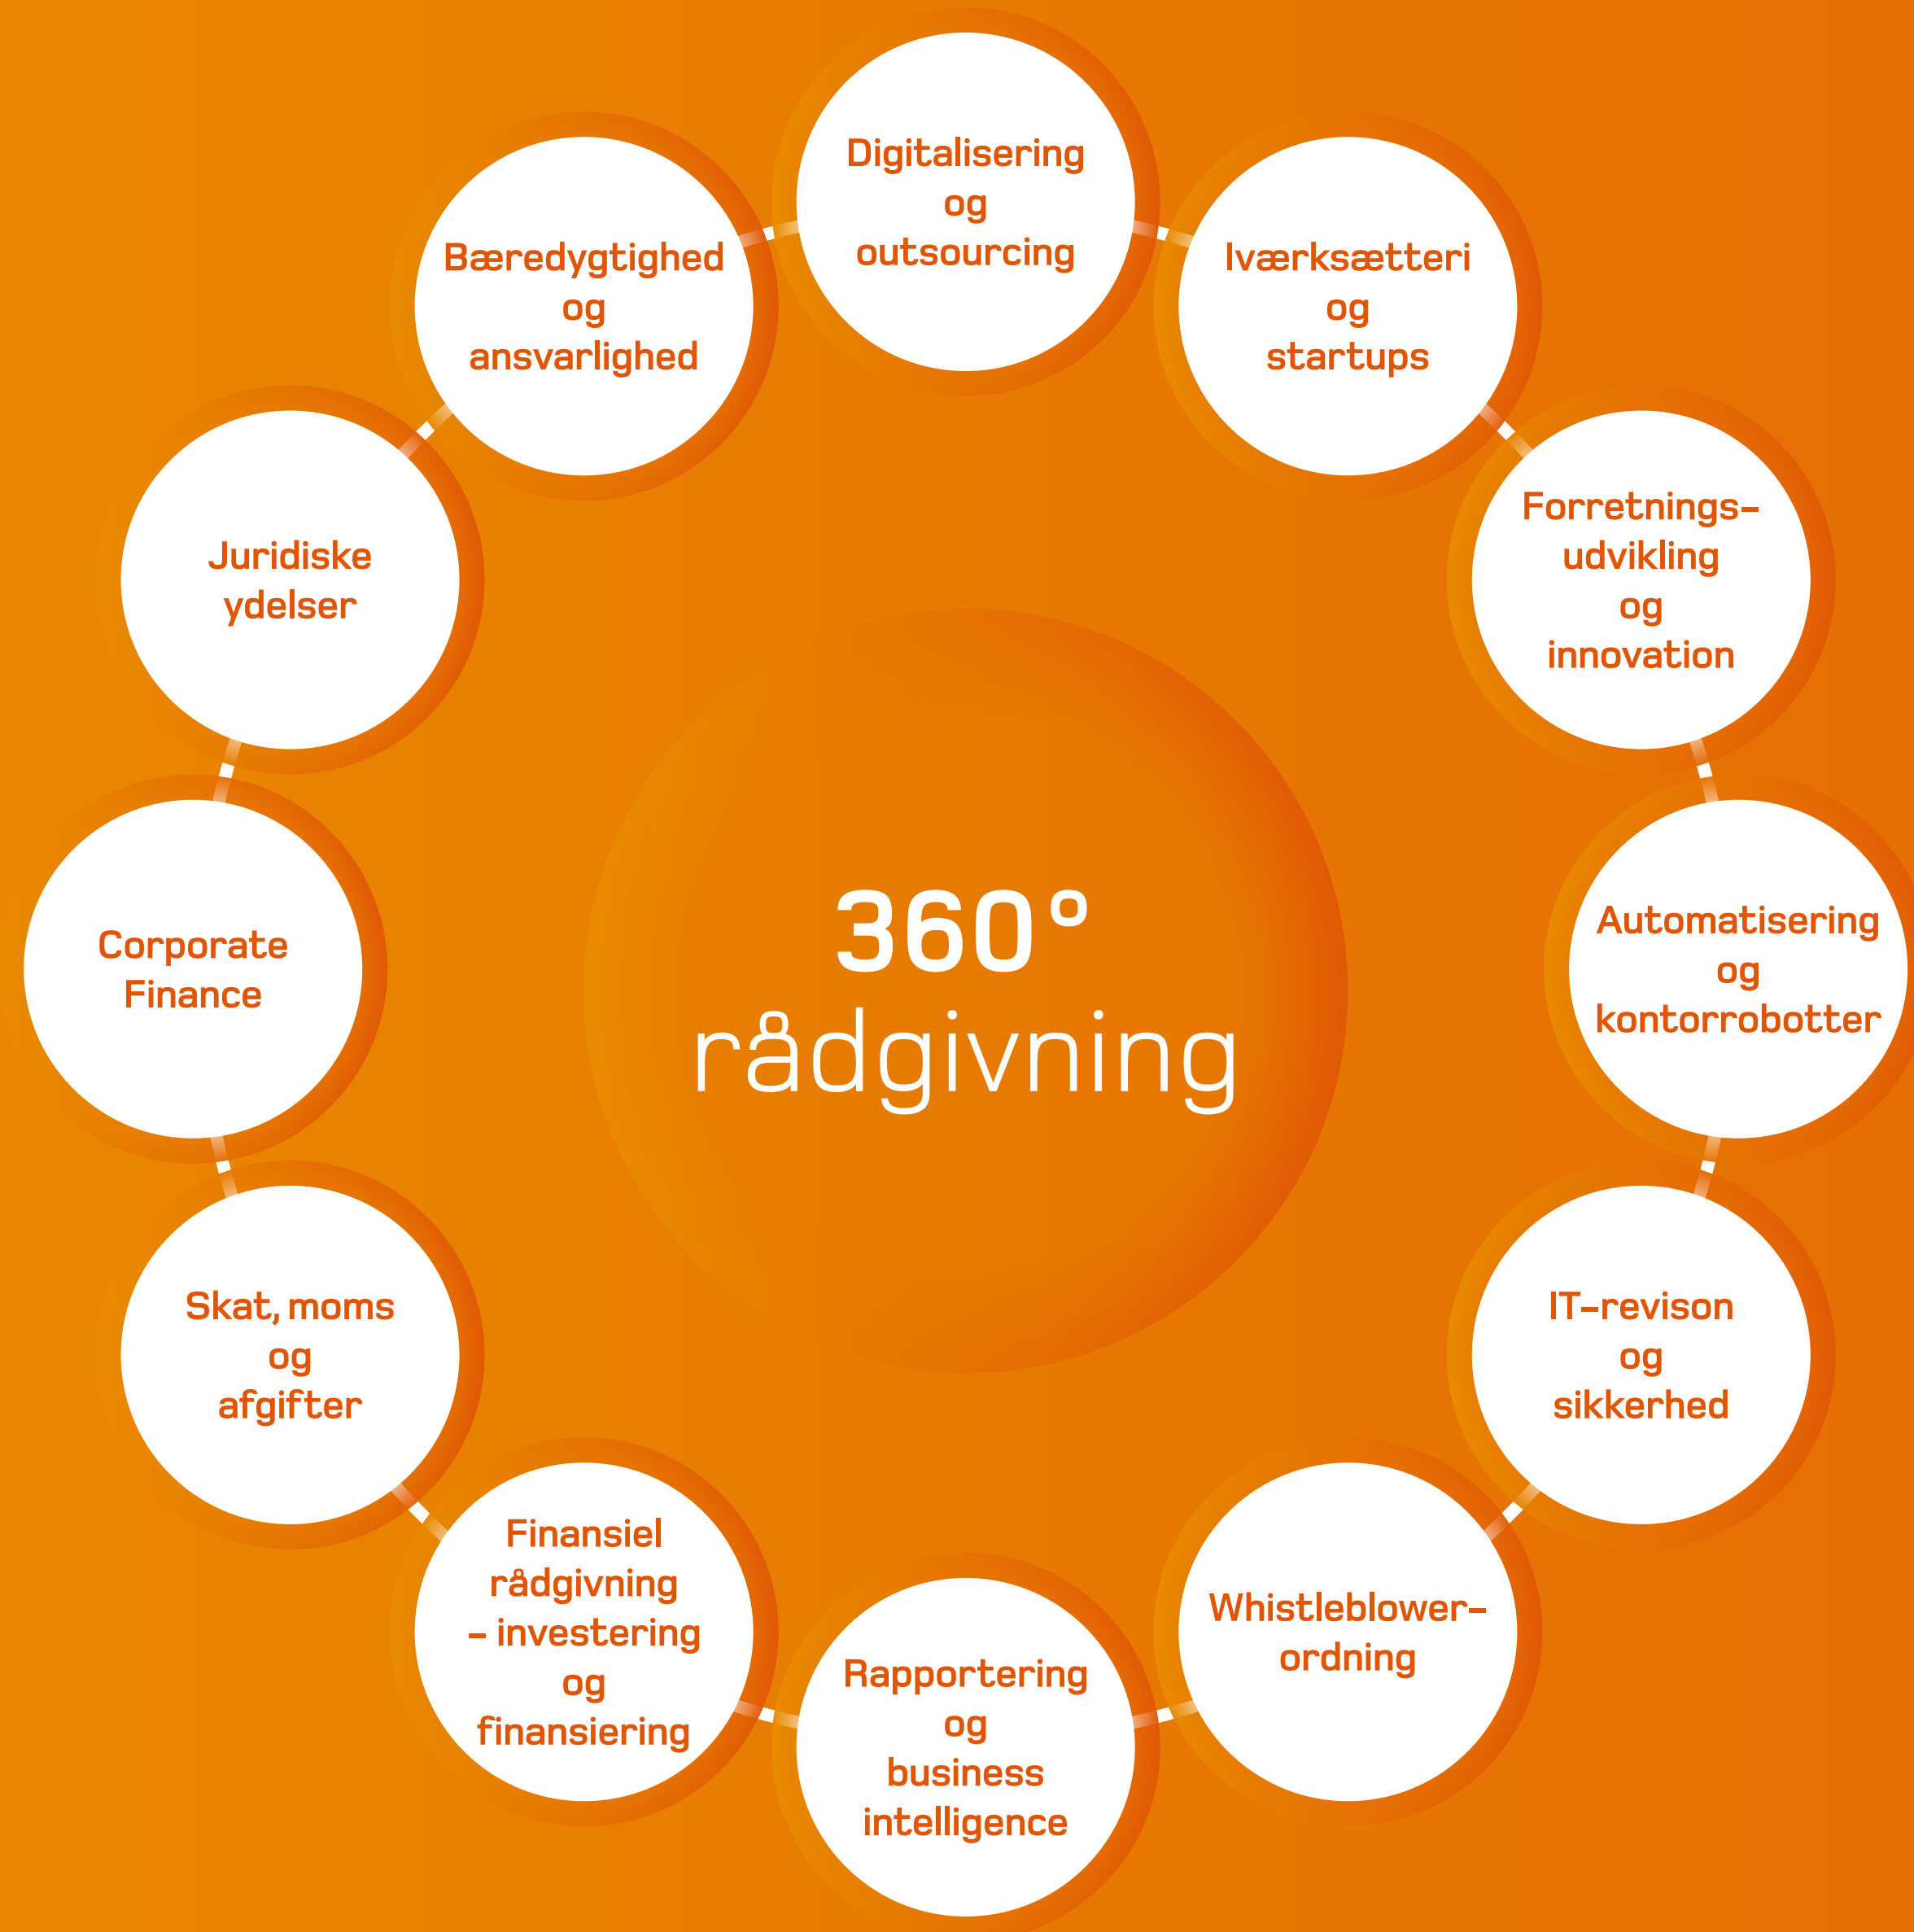 Digitalisering
og
outsourcing
Iværksætteri
og
startups
Forretnings-
udvikling
og
innovation
Automatisering
og
kontorrobotter
IT-revison
og
sikkerhed
Whistleblower-
ordning
Rapportering
og
business
intelligence
Finansiel
rådgivning
- investering
og
finansiering
Skat, moms
og
afgifter
Corporate
Finance
Juridiske
ydelser
Bæredygtighed
og
ansvarlighed
360°
rådgivning